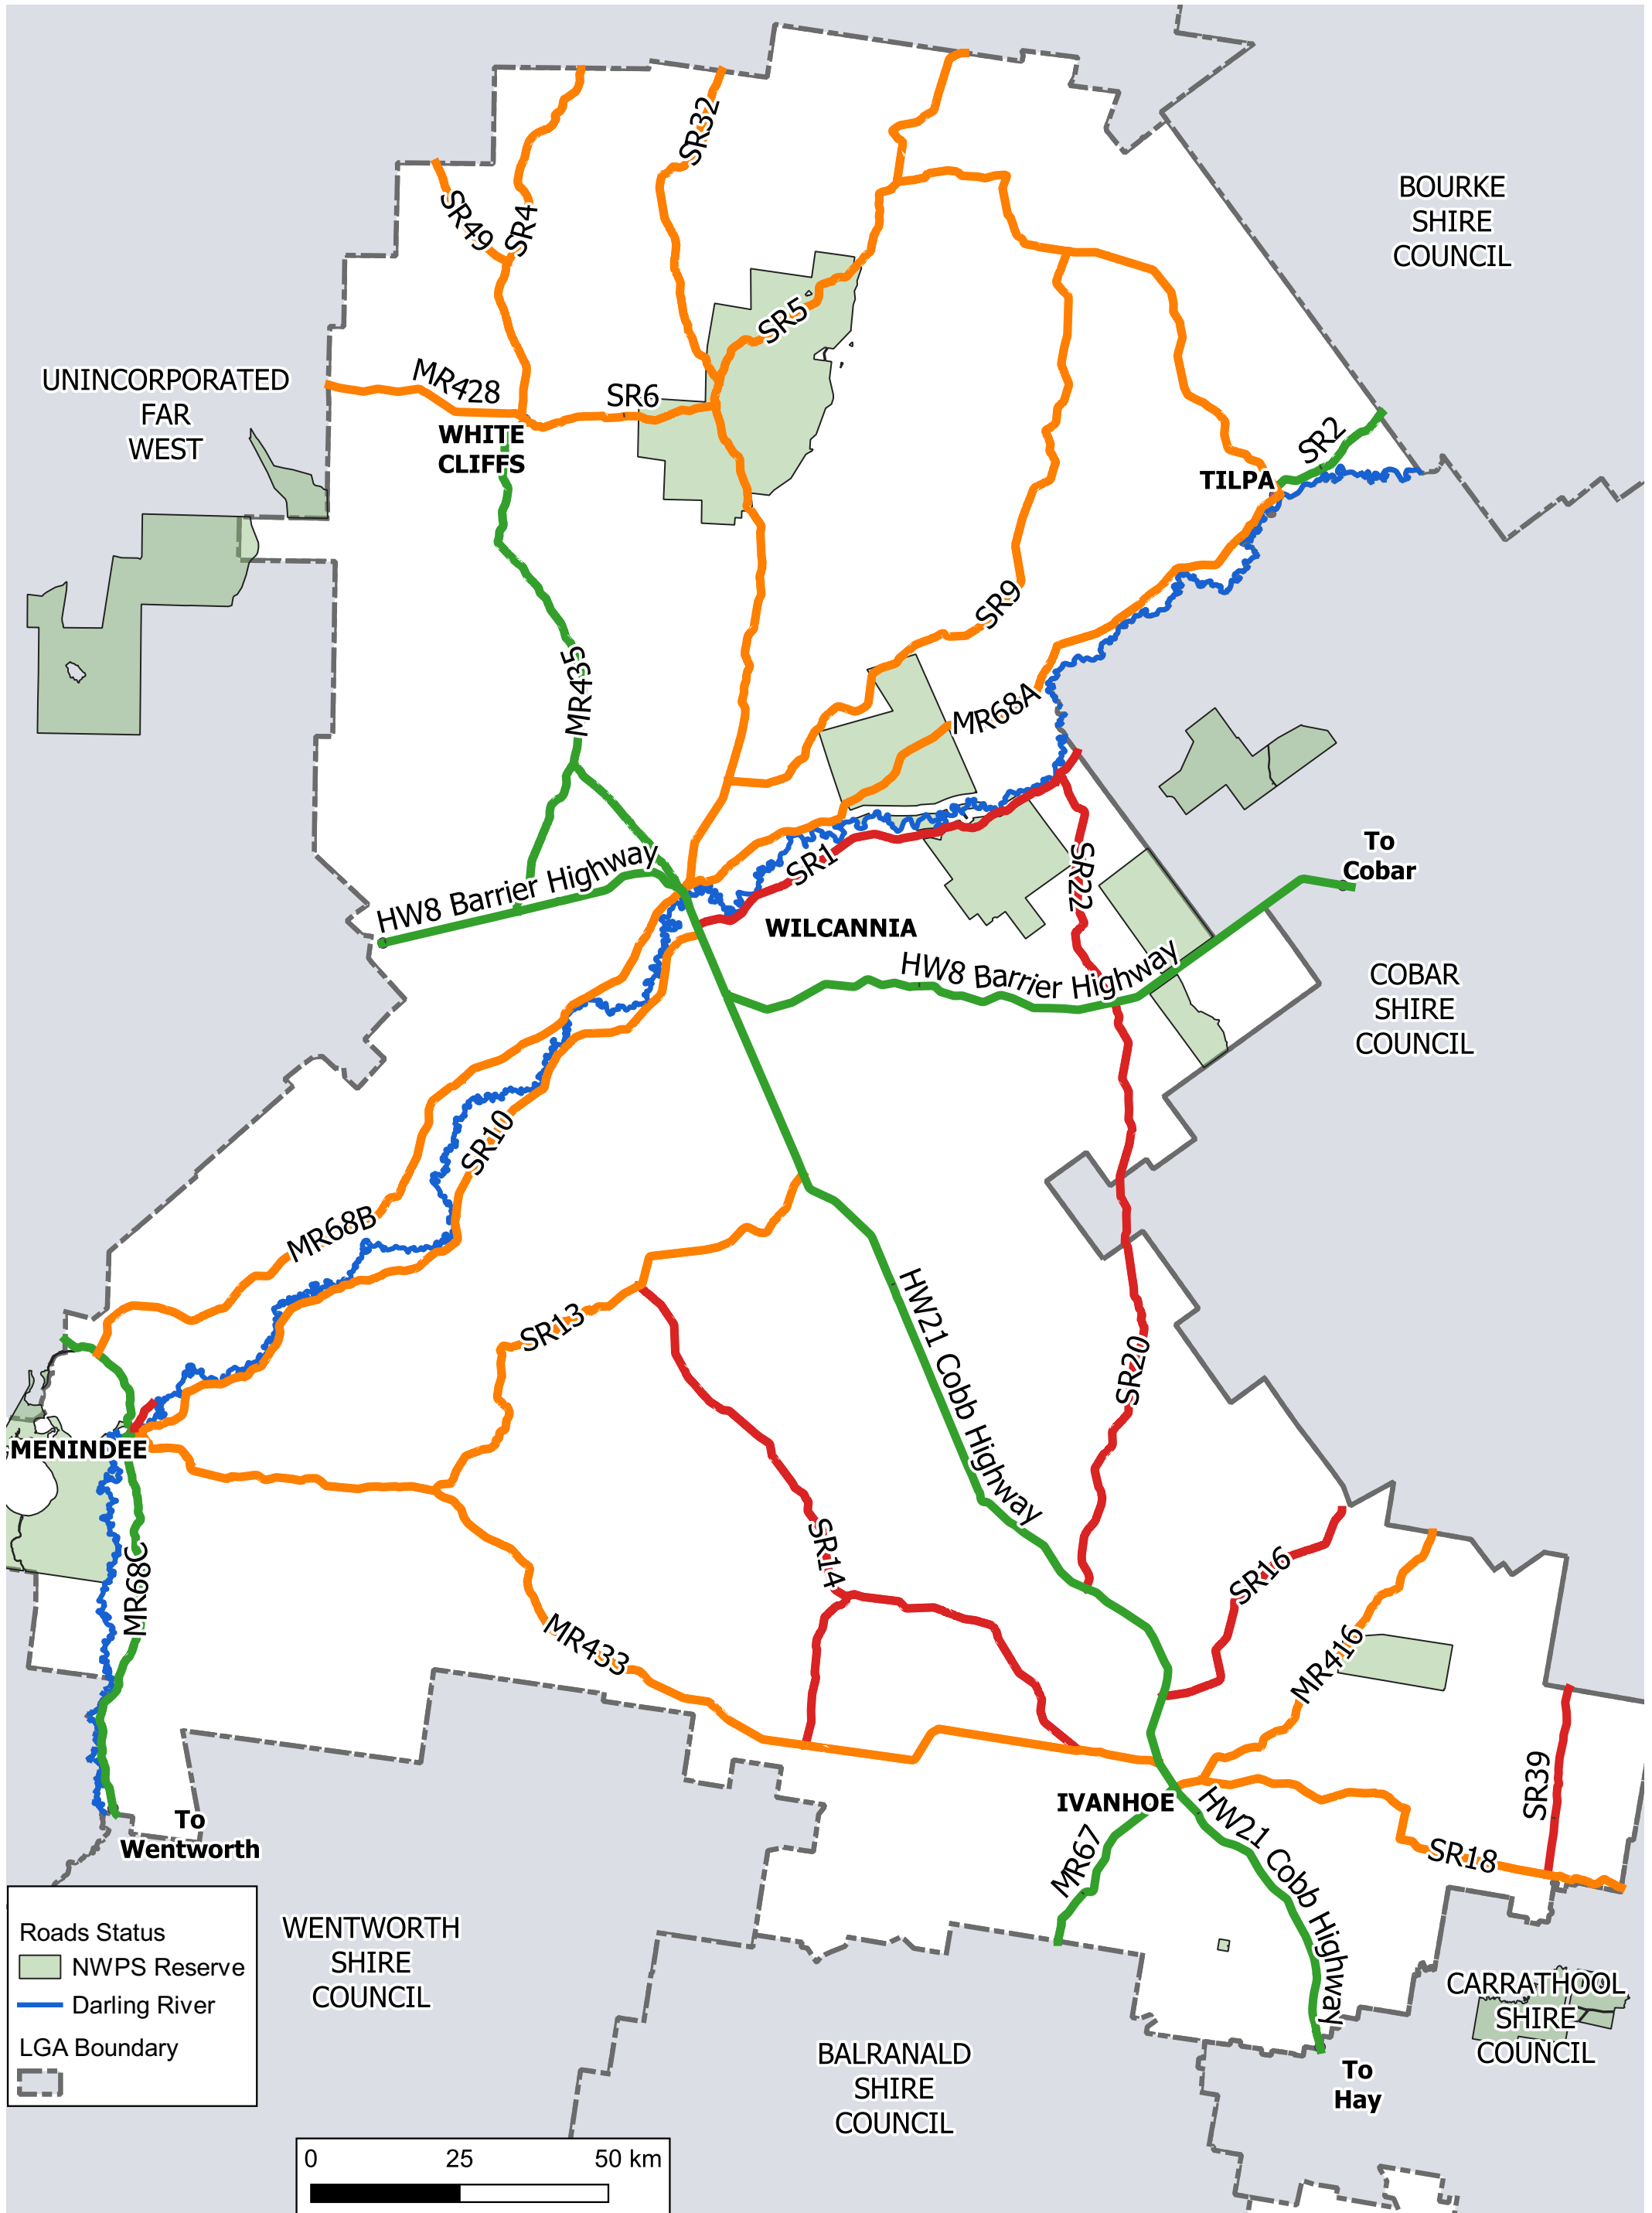 SR32
BOURKE
SHIRE
COUNCIL
SR49
SR4
SR5
UNINCORPORATED
FAR
WEST
MR428
SR6
WHITE
CLIFFS
SR2
TILPA
SR9
MR435
MR68A
SR1
SR22
To
Cobar
HW8 Barrier Highway
WILCANNIA
HW8 Barrier Highway
COBAR
SHIRE
COUNCIL
SR10
MR68B
SR13
HW21 Cobb Highway
SR20
MENINDEE
SR14
SR16
MR68C
MR433
MR416
SR39
IVANHOE
To
Wentworth
MR67
HW21 Cobb Highway
SR18
Roads Status
NWPS Reserve
Darling River
LGA Boundary
WENTWORTH
SHIRE
COUNCIL
CARRATHOOL
SHIRE
COUNCIL
BALRANALD
SHIRE
COUNCIL
To
Hay
0 25 50 km